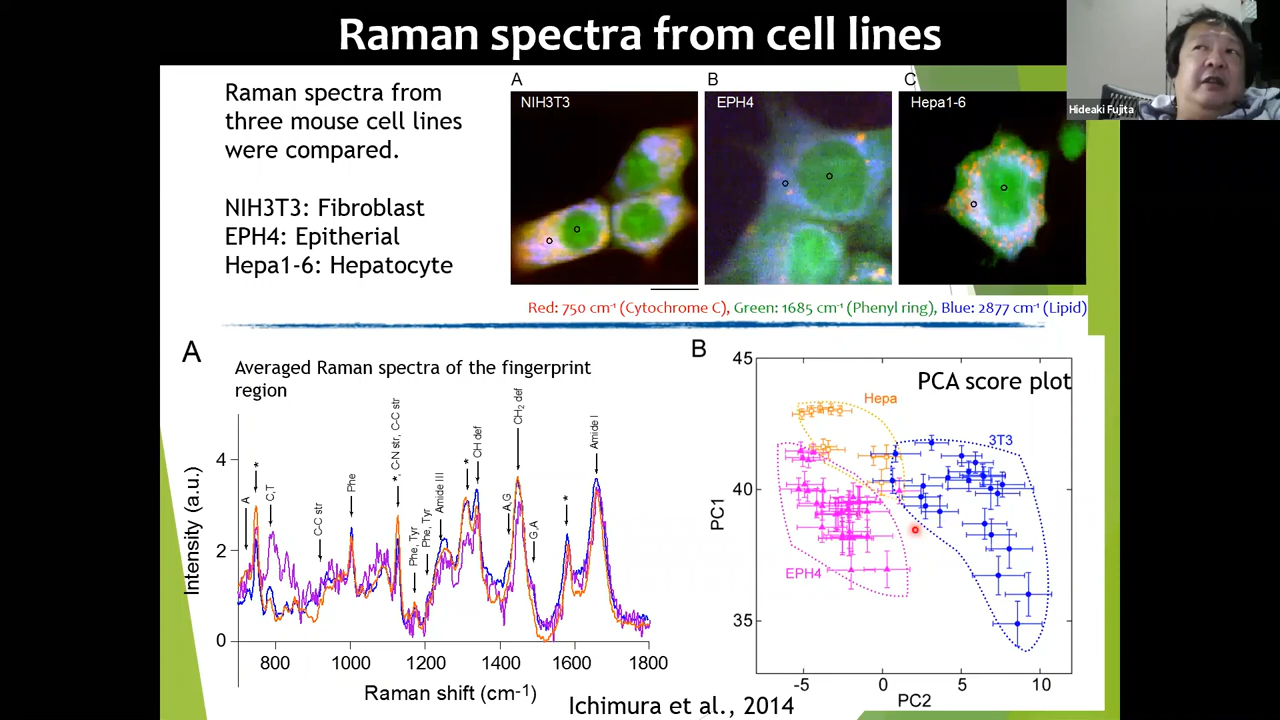 Raman spectra from cell lines
Hideaki Fujita
Raman spectra from
three mouse cell lines
were compared.
NIH3T3: Fibroblast
EPH4: Epitherial
Hepa1-6: Hepatocyte
A
NIH3T3
B
EPH4
C
Hepa1-6
Red: 750 cm⁻¹ (Cytochrome C), Green: 1685 cm⁻¹ (Phenyl ring), Blue: 2877 cm⁻¹ (Lipid)
A
Averaged Raman spectra of the fingerprint
region
Intensity (a.u.)
4
2
0
A
*
C,T
C-C str
Phe
*, C-N str, C-C str
Phe, Tyr
Phe, Tyr
Amide III
*
CH def
A,G
CH₂ def
G,A
*
Amide I
800
1000
1200
1400
1600
1800
Raman shift (cm-1)
B
PCA score plot
PC1
45
40
35
Hepa
3T3
EPH4
-5
0
5
10
PC2
Ichimura et al., 2014